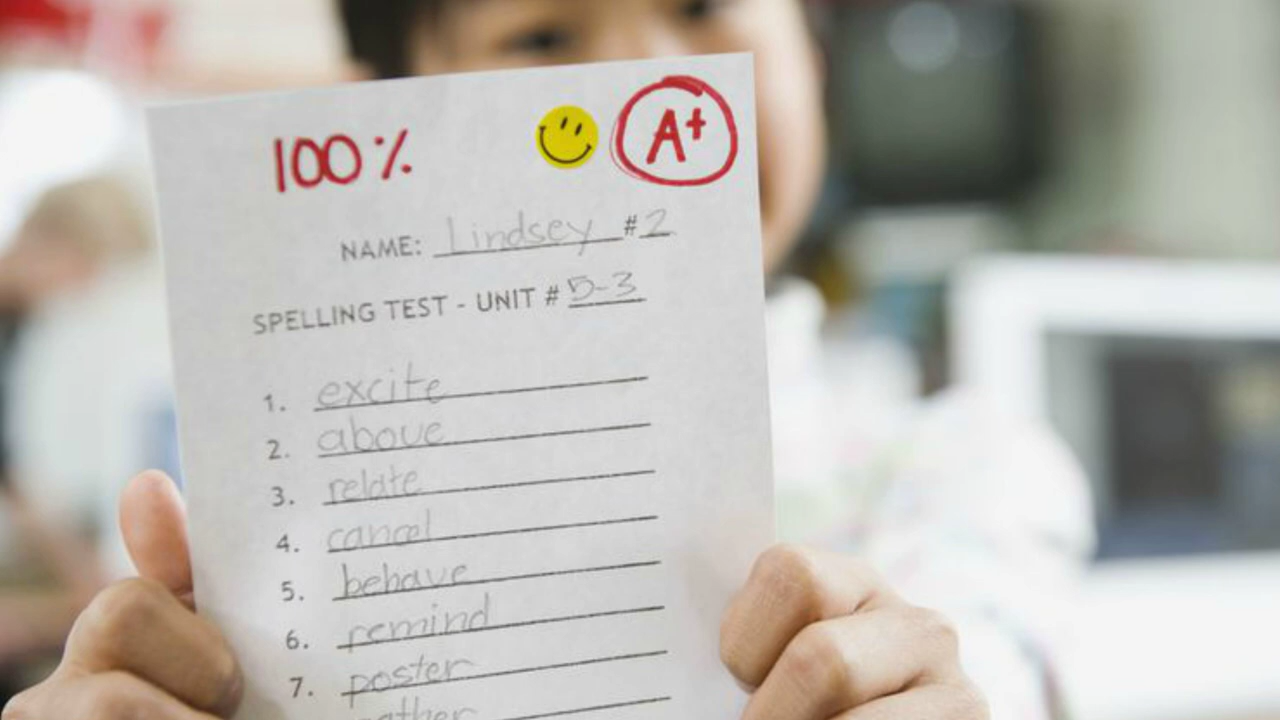 100%
A+
NAME: Lindsey #2
SPELLING TEST - UNIT # 5-3
1. excite
2. above
3. relate
4. cancel
5. behave
6. remind
7. poster